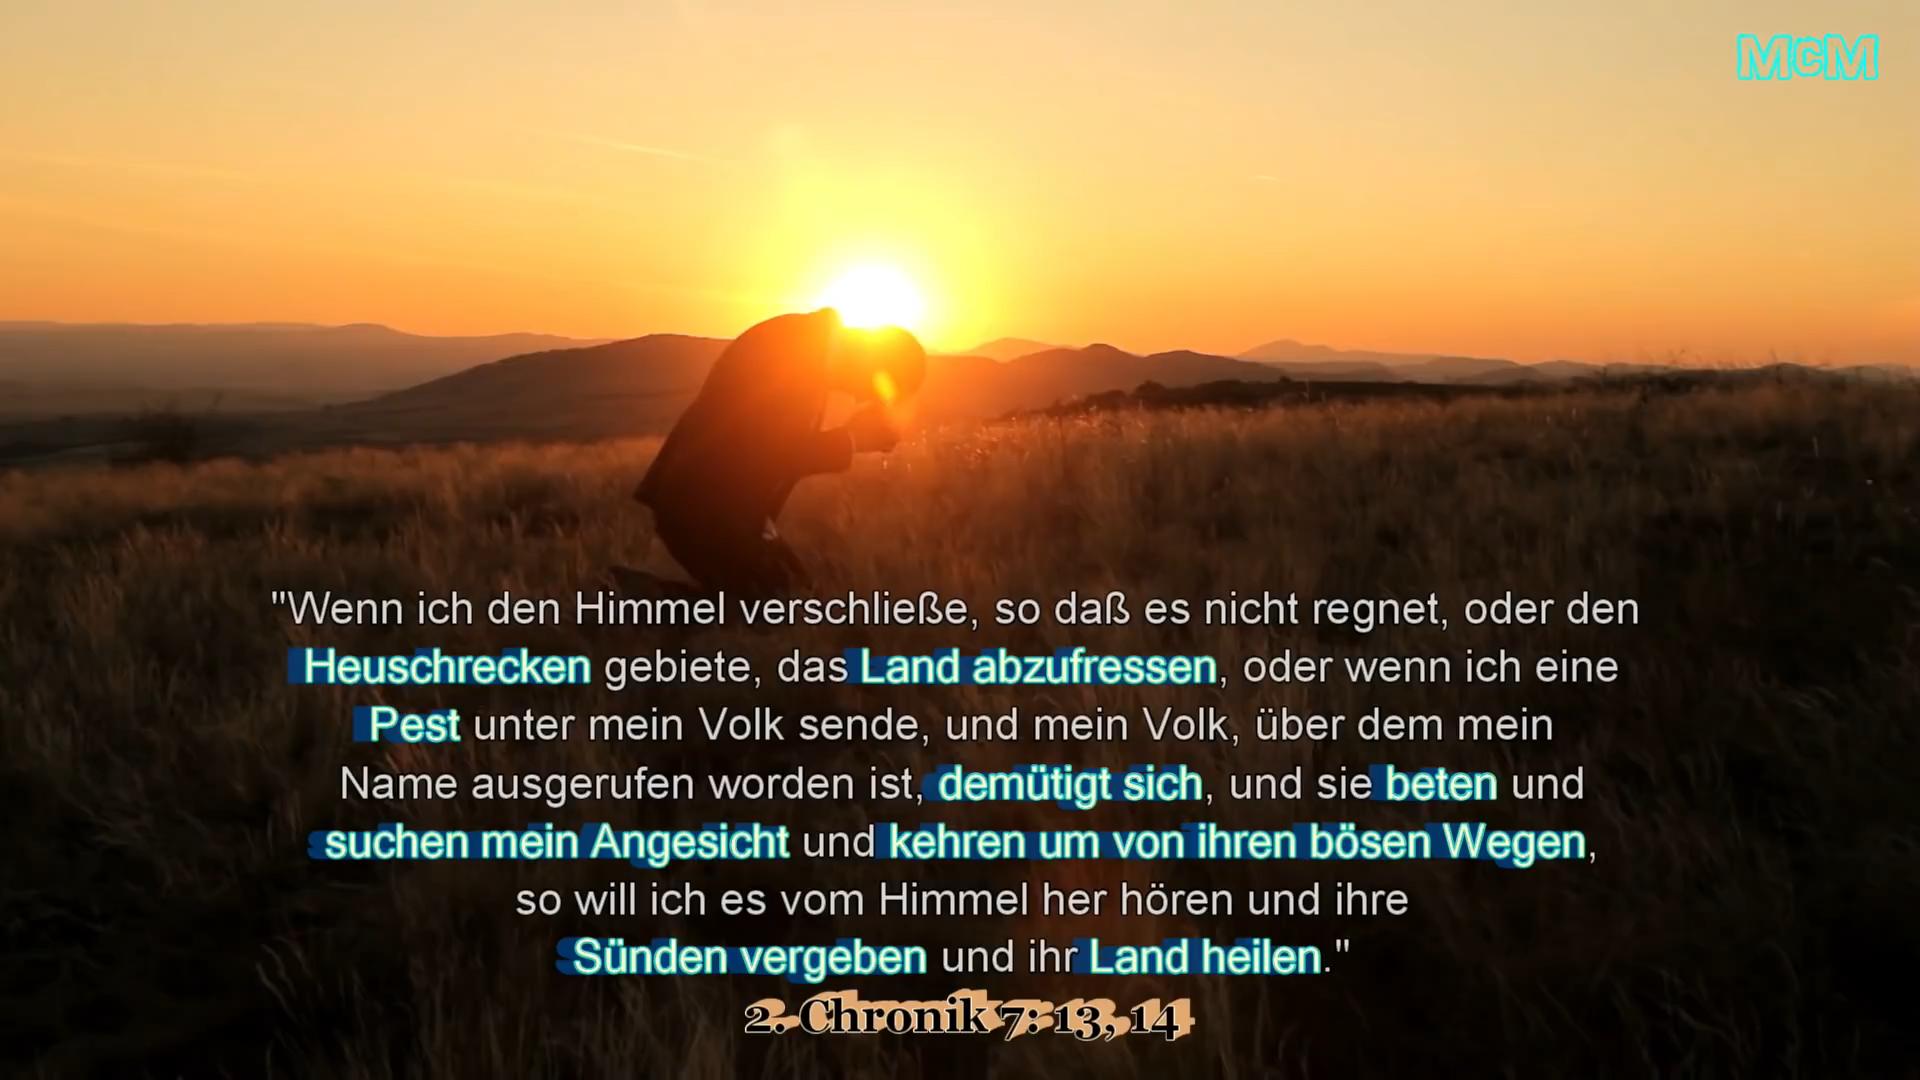 McM
"Wenn ich den Himmel verschließe, so daß es nicht regnet, oder den
Heuschrecken gebiete, das Land abzufressen, oder wenn ich eine
Pest unter mein Volk sende, und mein Volk, über dem mein
Name ausgerufen worden ist, demütigt sich, und sie beten und
suchen mein Angesicht und kehren um von ihren bösen Wegen,
so will ich es vom Himmel her hören und ihre
Sünden vergeben und ihr Land heilen."
2. Chronik 7: 13, 14